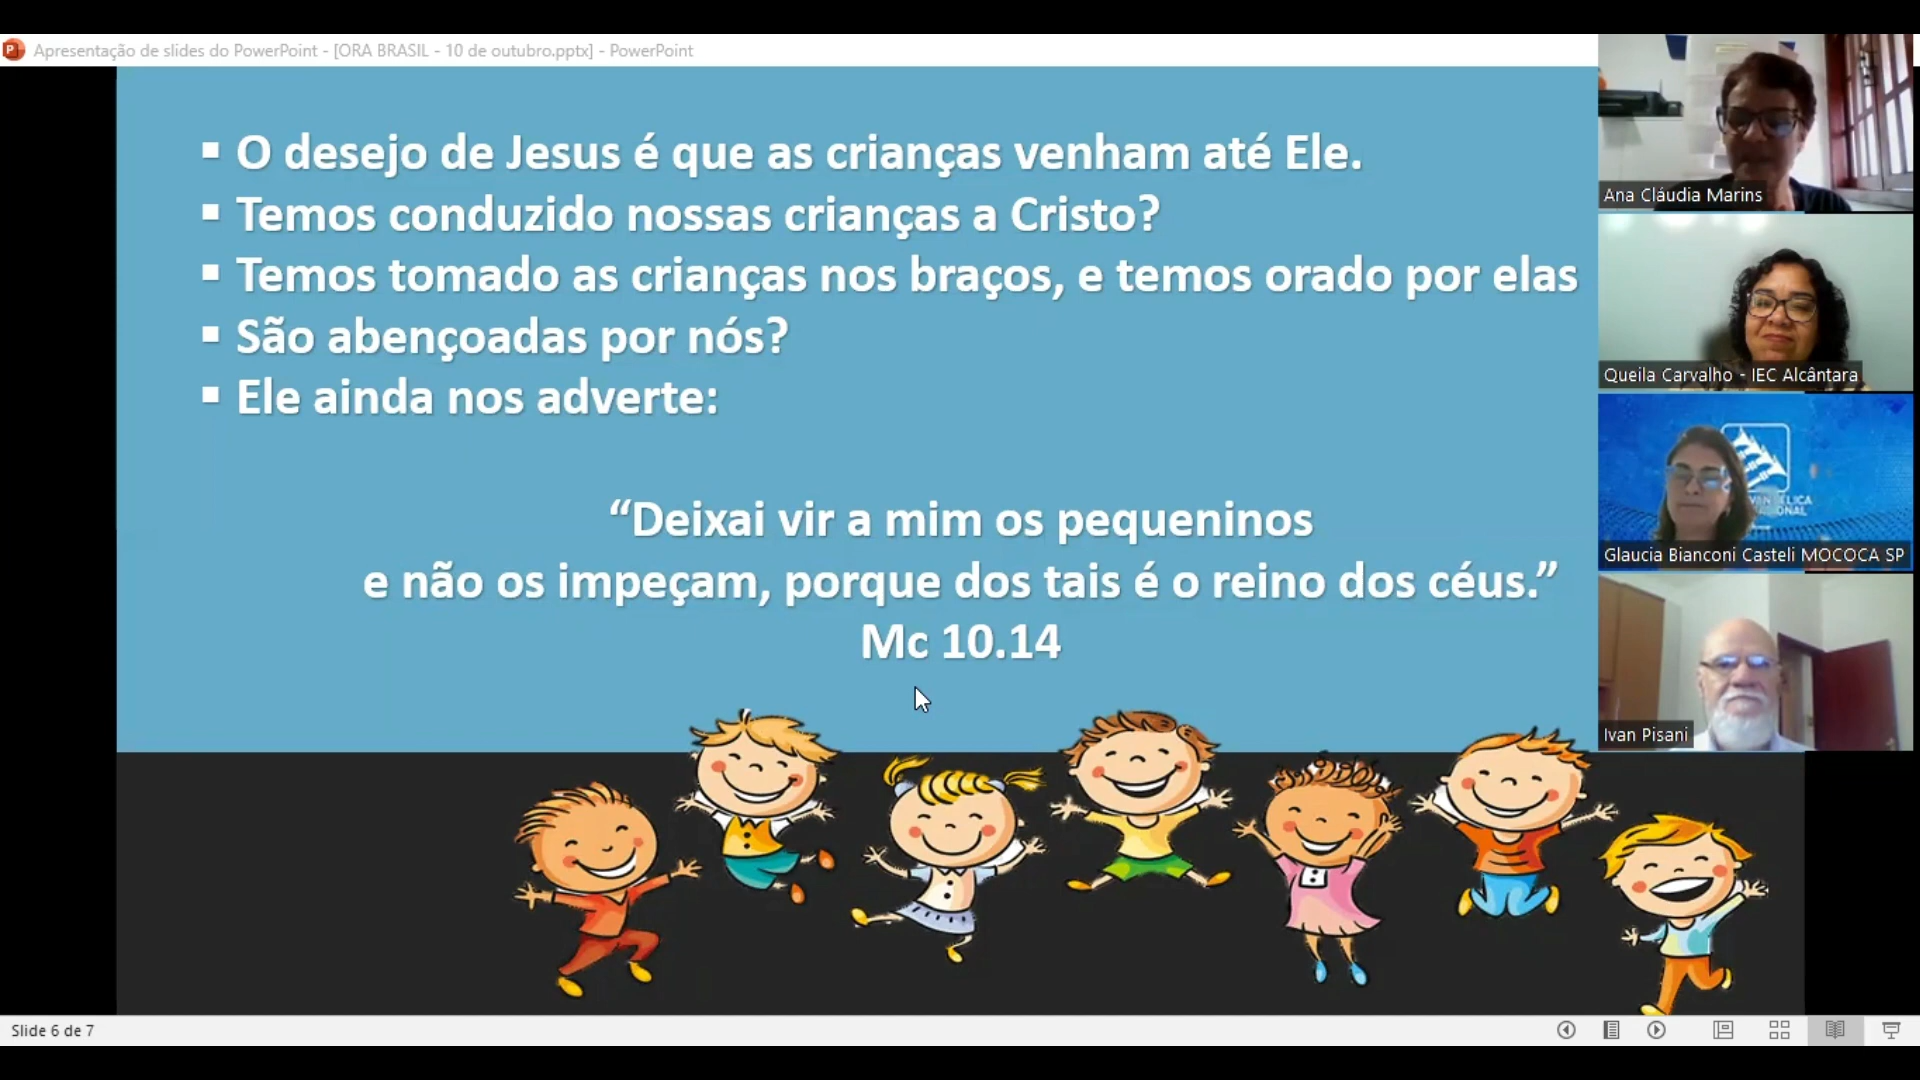 Apresentação de slides do PowerPoint - [ORA BRASIL - 10 de outubro.pptx] - PowerPoint
▪ O desejo de Jesus é que as crianças venham até Ele.
▪ Temos conduzido nossas crianças a Cristo?
▪ Temos tomado as crianças nos braços, e temos orado por elas
▪ São abençoadas por nós?
▪ Ele ainda nos adverte:
“Deixai vir a mim os pequeninos
e não os impeçam, porque dos tais é o reino dos céus.”
Mc 10.14
Ana Cláudia Marins
Queila Carvalho - IEC Alcântara
Glaucia Bianconi Casteli MOCOCA SP
Ivan Pisani
Slide 6 de 7